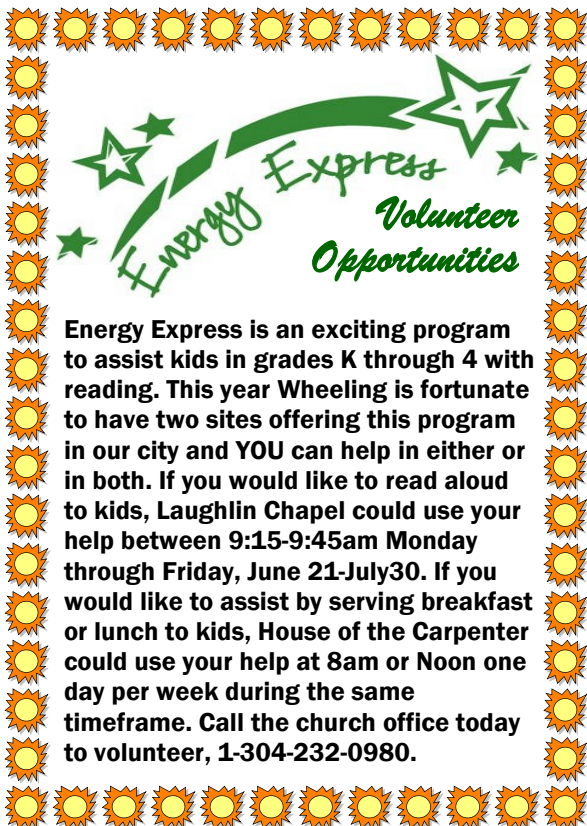 Energy Express
Volunteer
Opportunities
Energy Express is an exciting program
to assist kids in grades K through 4 with
reading. This year Wheeling is fortunate
to have two sites offering this program
in our city and YOU can help in either or
in both. If you would like to read aloud
to kids, Laughlin Chapel could use your
help between 9:15-9:45am Monday
through Friday, June 21-July30. If you
would like to assist by serving breakfast
or lunch to kids, House of the Carpenter
could use your help at 8am or Noon one
day per week during the same
timeframe. Call the church office today
to volunteer, 1-304-232-0980.